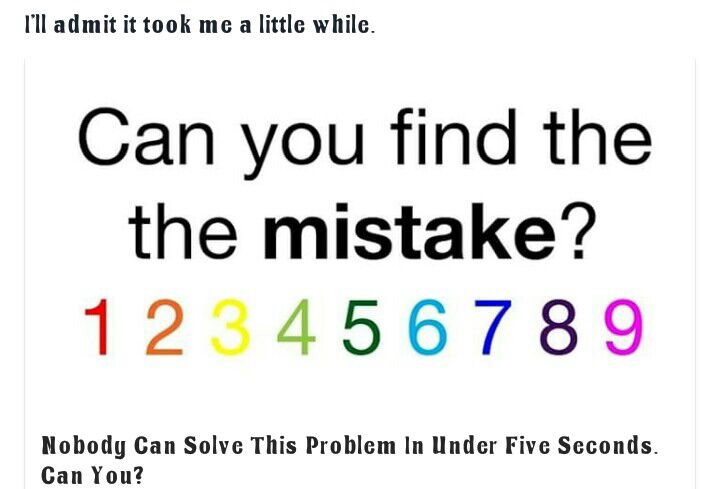 I'll admit it took me a little while.
Can you find the
the mistake?
1 2 3 4 5 6 7 8 9
Nobody Can Solve This Problem In Under Five Seconds.
Can You?